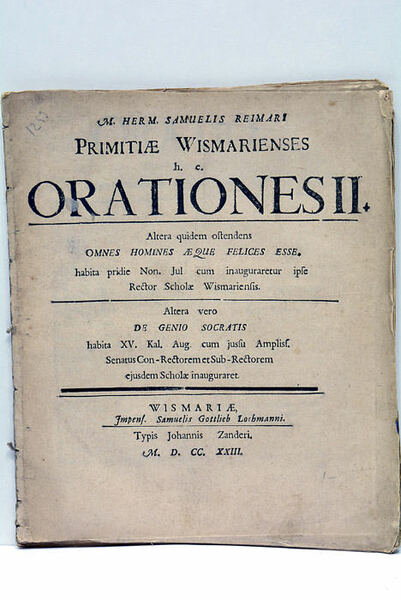 M. HERM. SAMUELIS REIMARI
PRIMITIÆ WISMARIENSES
h. e.
ORATIONES II.
Altera quidem oſtendens
OMNES HOMINES ÆQUE FELICES ESSE.
habita pridie Non. Jul cum inauguraretur ipſe
Rector Scholæ Wismarienſis.
Altera vero
DE GENIO SOCRATIS
habita XV. Kal. Aug. cum juſſu Ampliſſ.
Senatus Con-Rectorem et Sub-Rectorem
ejusdem Scholæ inauguraret.
WISMARIÆ,
Impenſ. Samuelis Gottlieb Lochmanni.
Typis Johannis Zanderi.
M. D. CC. XXIII.